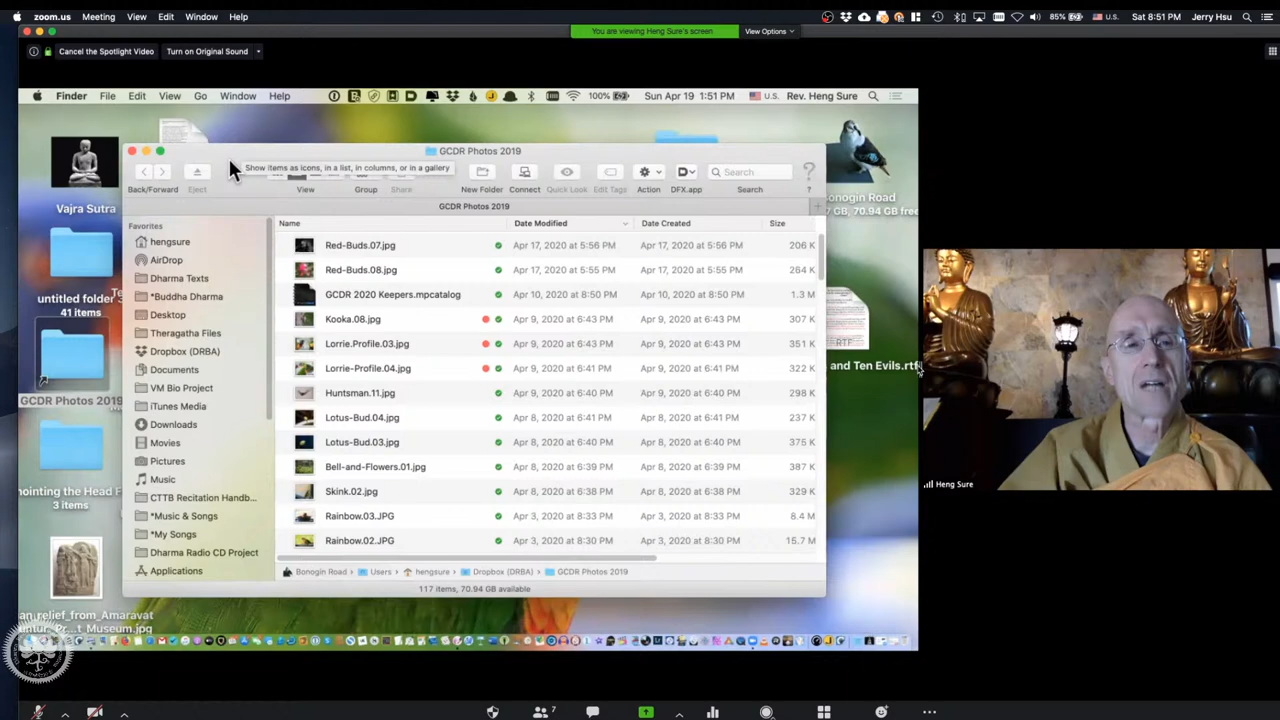 zoom.us Meeting View Edit Window Help 85% U.S. Sat 8:51 PM Jerry Hsu
You are viewing Heng Sure's screen View Options
Cancel the Spotlight Video Turn on Original Sound
Finder File Edit View Go Window Help 100% Sun Apr 19 1:51 PM U.S. Rev. Heng Sure
GCDR Photos 2019
Show items as icons, in a list, in columns, or in a gallery
Search
Back/Forward Eject View Group Share New Folder Connect Quick Look Edit Tags Action DFX.app Search ?
GCDR Photos 2019
Name Date Modified Date Created Size
Favorites
hengsure
AirDrop
Dharma Texts
*Buddha Dharma
Desktop
Theragatha Files
Dropbox (DRBA)
Documents
VM Bio Project
iTunes Media
Downloads
Movies
Pictures
Music
CTTB Recitation Handb...
*Music & Songs
*My Songs
Dharma Radio CD Project
Applications
Red-Buds.07.jpg Apr 17, 2020 at 5:56 PM Apr 17, 2020 at 5:56 PM 206 K
Red-Buds.08.jpg Apr 17, 2020 at 5:55 PM Apr 17, 2020 at 5:55 PM 264 K
GCDR 2020 Keepers.mpcatalog Apr 10, 2020 at 8:50 PM Apr 10, 2020 at 8:50 PM 1.3 M
Kooka.08.jpg Apr 9, 2020 at 6:43 PM Apr 9, 2020 at 6:43 PM 307 K
Lorrie.Profile.03.jpg Apr 9, 2020 at 6:43 PM Apr 9, 2020 at 6:43 PM 351 K
Lorrie-Profile.04.jpg Apr 9, 2020 at 6:41 PM Apr 9, 2020 at 6:41 PM 322 K
Huntsman.11.jpg Apr 9, 2020 at 6:40 PM Apr 9, 2020 at 6:40 PM 298 K
Lotus-Bud.04.jpg Apr 8, 2020 at 6:41 PM Apr 8, 2020 at 6:41 PM 237 K
Lotus-Bud.03.jpg Apr 8, 2020 at 6:40 PM Apr 8, 2020 at 6:40 PM 375 K
Bell-and-Flowers.01.jpg Apr 8, 2020 at 6:39 PM Apr 8, 2020 at 6:39 PM 387 K
Skink.02.jpg Apr 8, 2020 at 6:38 PM Apr 8, 2020 at 6:38 PM 329 K
Rainbow.03.JPG Apr 3, 2020 at 8:33 PM Apr 3, 2020 at 8:33 PM 8.4 M
Rainbow.02.JPG Apr 3, 2020 at 8:30 PM Apr 3, 2020 at 8:30 PM 15.7 M
Bonogin Road Users hengsure Dropbox (DRBA) GCDR Photos 2019
117 items, 70.94 GB available
Vajra Sutra
untitled folder
41 items
GCDR Photos 2019
nointing the Head
3 items
an_relief_from_Amaravat
Museum.jpg
onogin Road
GB, 70.94 GB free
RTF
and Ten Evils.rtf
Heng Sure
7